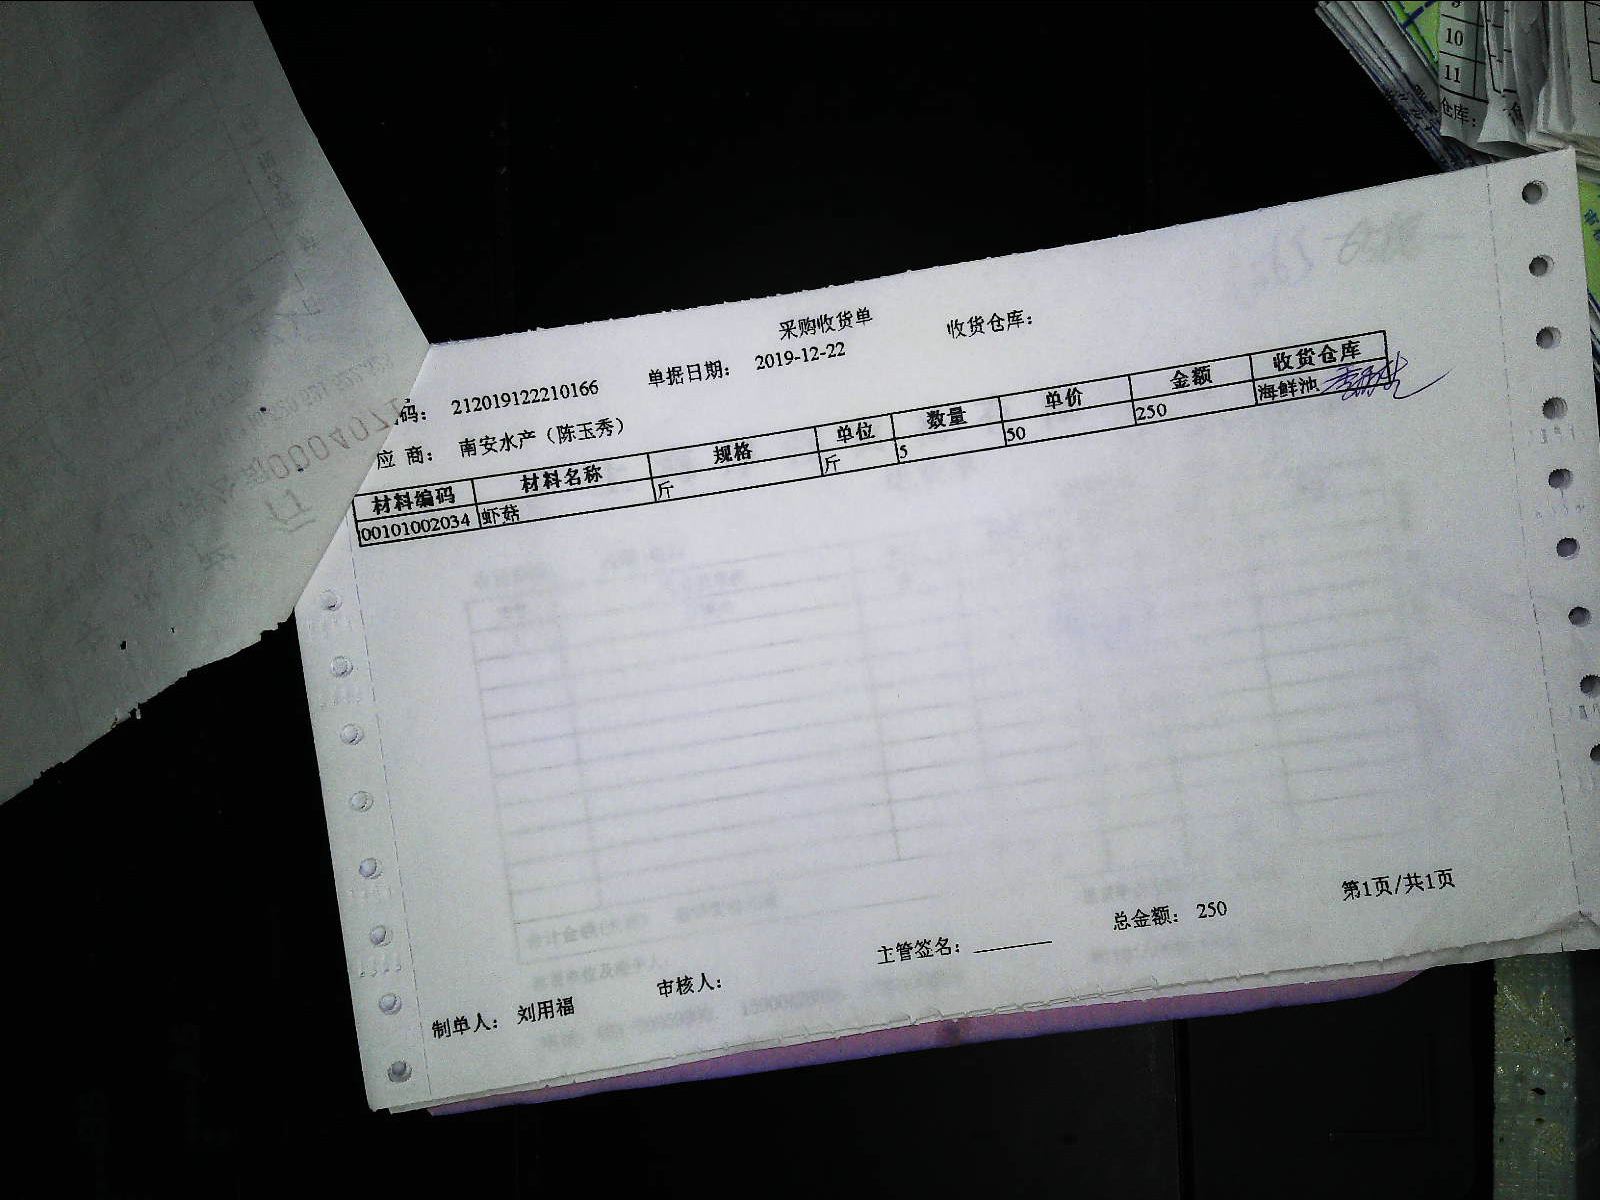 采购收货单
收货仓库：
码： 212019122210166 单据日期： 2019-12-22
应 商： 南安水产（陈玉秀）
材料编码 材料名称 规格 单位 数量 单价 金额 收货仓库
00101002034 虾菇 斤 斤 5 50 250 海鲜池
总金额： 250 第1页/共1页
制单人： 刘用福 审核人： 主管签名：
10
11
仓库：